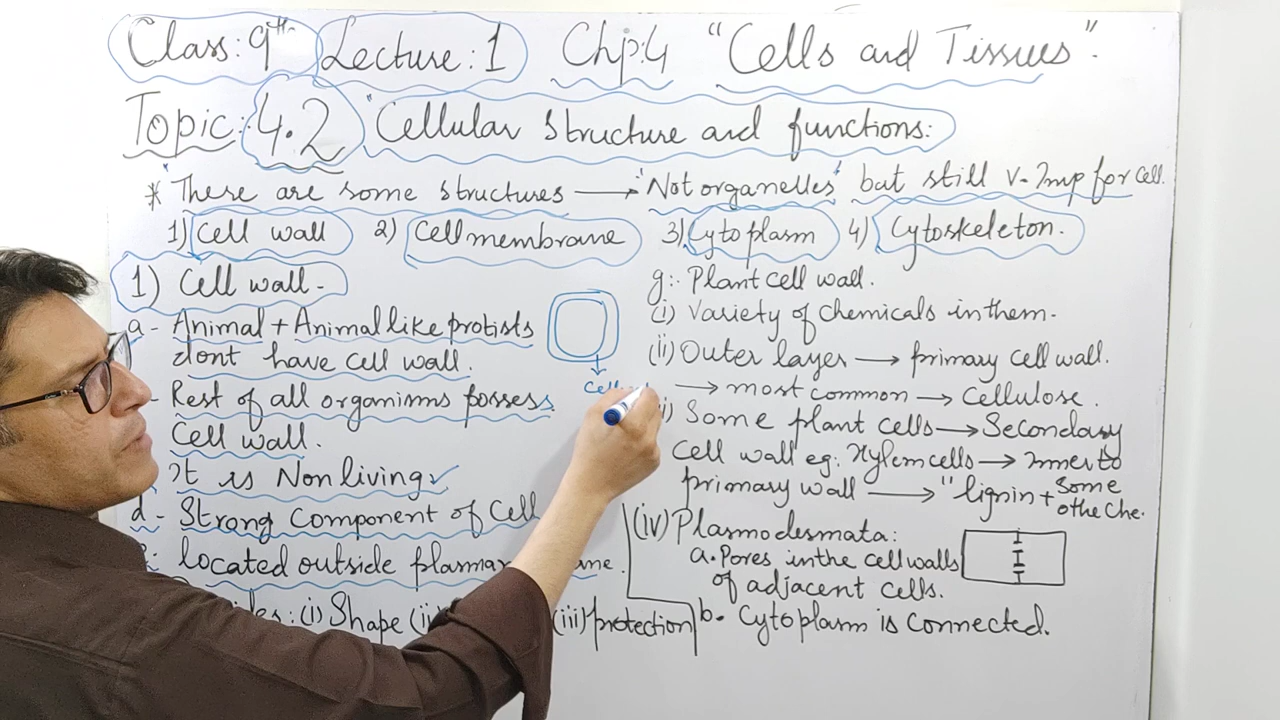 Class: 9th Lecture: 1 Chp:4 "Cells and Tissues".
Topic: 4.2 "Cellular structure and functions:
* "These are some structures → "Not organelles" but still v. Imp for cell.
1) Cell wall 2) Cell membrane 3) Cytoplasm 4) Cytoskeleton.
1) Cell wall -
a - Animal + Animal like protists
dont have cell wall.
- Rest of all organisms possess
Cell wall.
It is Non living ✓
d - Strong Component of Cell
located outside plasma
(i) Shape (iii) protection
g:- Plant cell wall.
(i) Variety of chemicals in them.
(ii) Outer layer → primary cell wall.
→ most common → Cellulose.
Some plant cells → Secondary
Cell wall eg: Xylem cells → Inner to
primary wall → "lignin + Some
othe Che.
(iv) Plasmodesmata:
a. Pores in the cell walls
of adjacent cells.
b. Cytoplasm is connected.